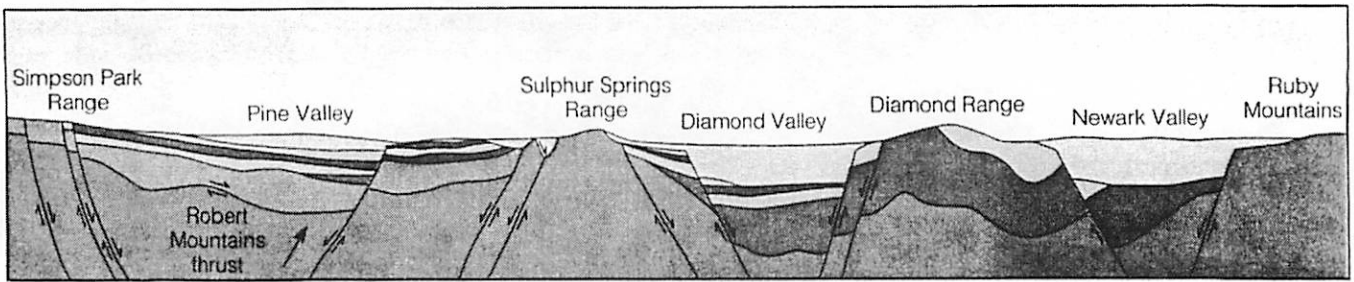 Simpson Park
Range
Pine Valley
Sulphur Springs
Range
Diamond Valley
Diamond Range
Newark Valley
Ruby
Mountains
Robert
Mountains
thrust